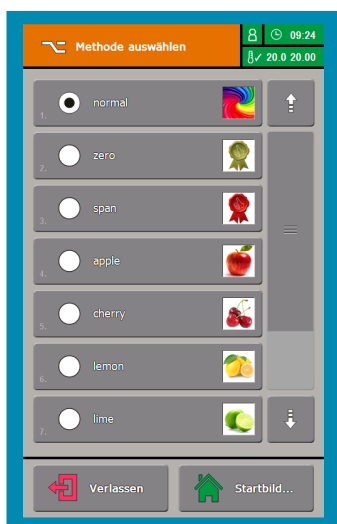 Methode auswählen
09:24
20.0 20.00
1. normal
2. zero
3. span
4. apple
5. cherry
6. lemon
7. lime
Verlassen
Startbild...